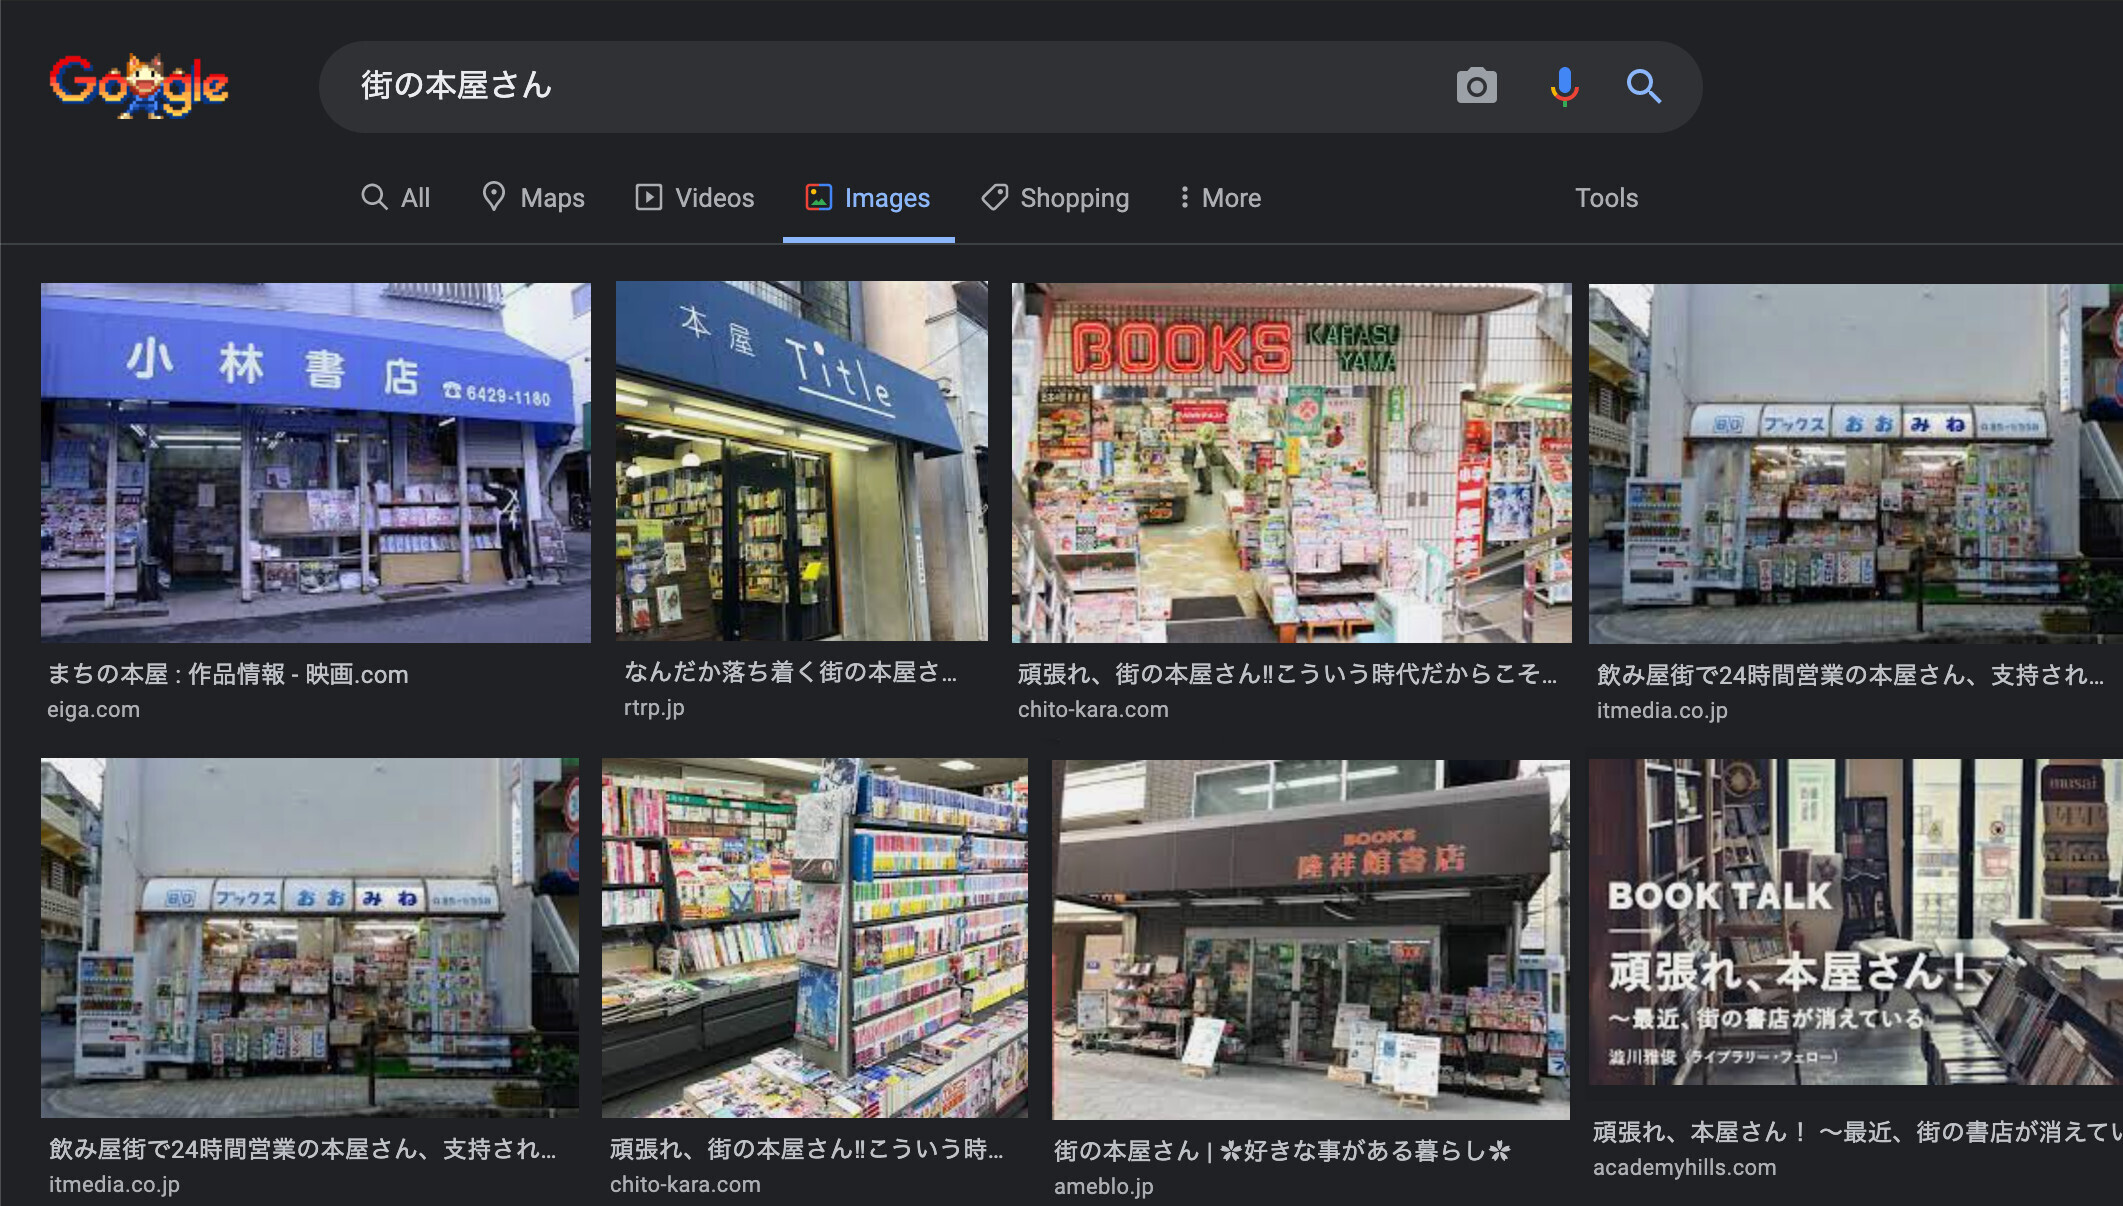 Google
街の本屋さん
All
Maps
Videos
Images
Shopping
More
Tools
小林書店 ☎6429-1180
本屋 Title
BOOKS KARASU
YAMA
ブックス おおみね
まちの本屋 : 作品情報 - 映画.com
eiga.com
なんだか落ち着く街の本屋さ...
rtrp.jp
頑張れ、街の本屋さん!!こういう時代だからこそ...
chito-kara.com
飲み屋街で24時間営業の本屋さん、支持され...
itmedia.co.jp
ブックス おおみね
BOOKS
隆祥館書店
musai
BOOK TALK
頑張れ、本屋さん!
〜最近、街の書店が消えている
澁川雅俊（ライブラリー・フェロー）
飲み屋街で24時間営業の本屋さん、支持され...
itmedia.co.jp
頑張れ、街の本屋さん!!こういう時...
chito-kara.com
街の本屋さん | ✲好きな事がある暮らし✲
ameblo.jp
頑張れ、本屋さん！ 〜最近、街の書店が消えてい
academyhills.com